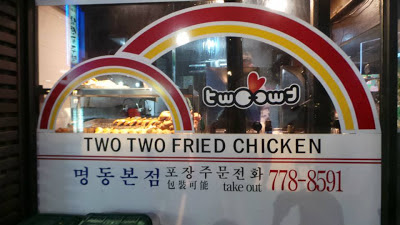 TWO TWO FRIED CHICKEN
명동본점 포장주문전화 778-8591
包裝可能 take out